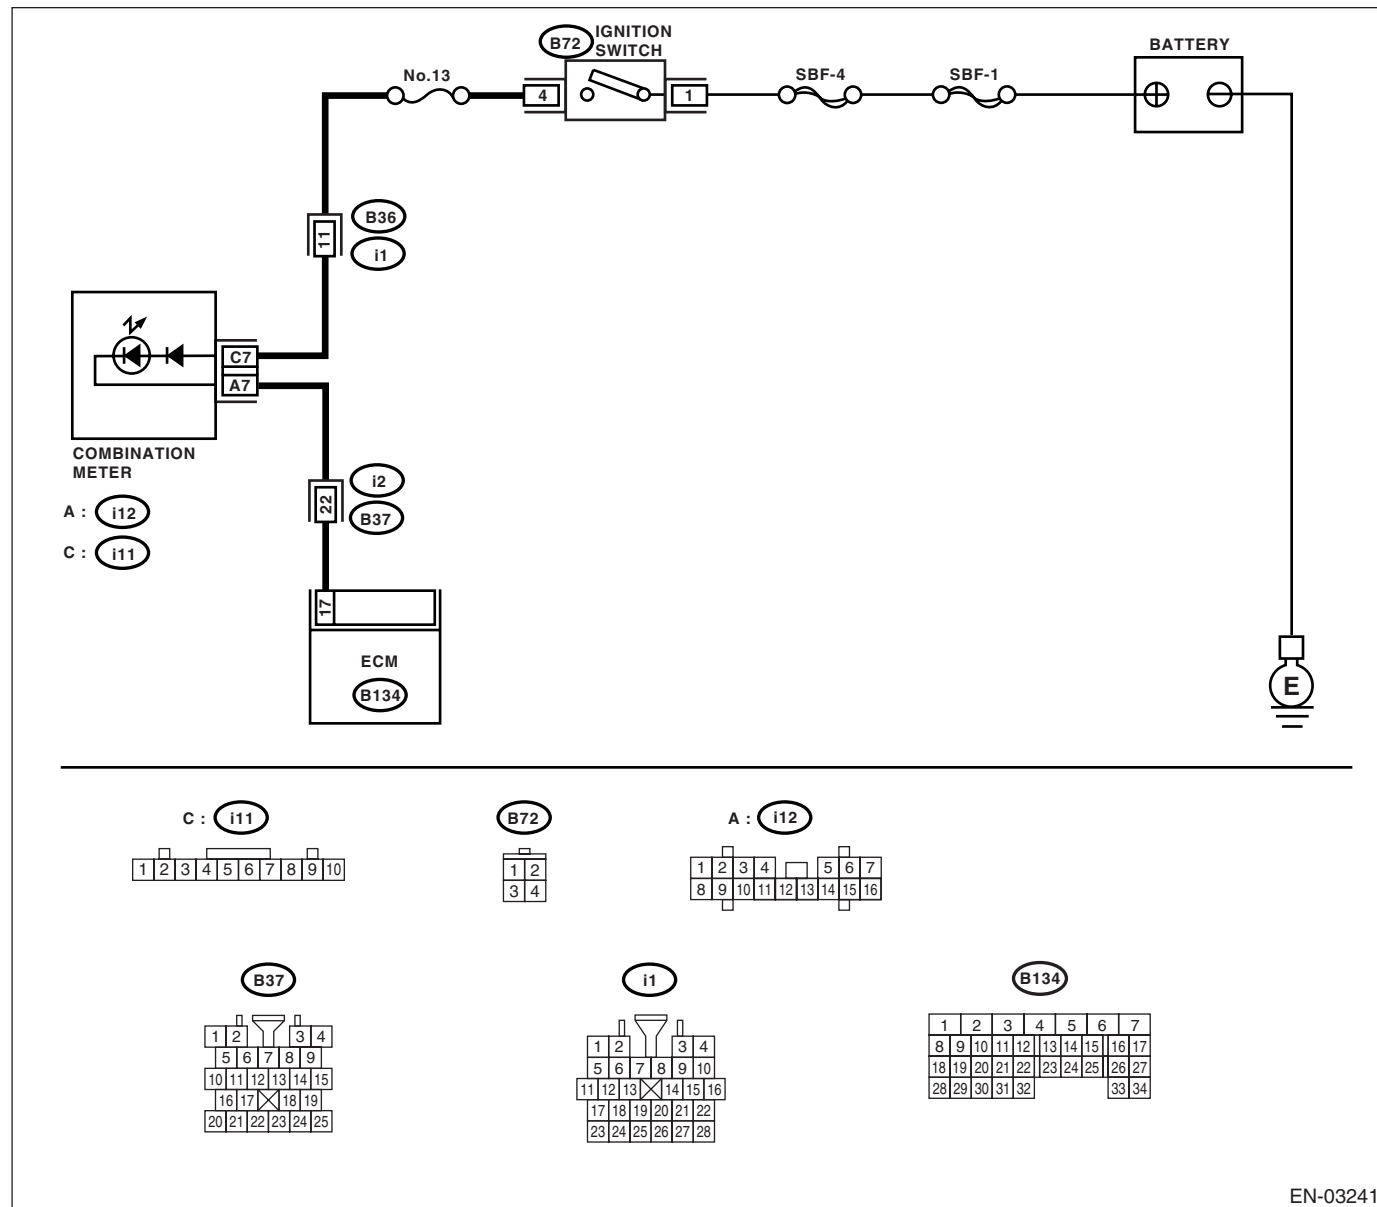 B72 IGNITION
SWITCH
BATTERY
No.13
4
1
SBF-4
SBF-1
11
B36
i1
C7
A7
COMBINATION
METER
A : i12
C : i11
22
i2
B37
17
ECM
B134
E
C : i11
1 2 3 4 5 6 7 8 9 10
B72
1 2
3 4
A : i12
1 2 3 4 5 6 7
8 9 10 11 12 13 14 15 16
B37
1 2 3 4
5 6 7 8 9
10 11 12 13 14 15
16 17 18 19
20 21 22 23 24 25
i1
1 2 3 4
5 6 7 8 9 10
11 12 13 14 15 16
17 18 19 20 21 22
23 24 25 26 27 28
B134
1 2 3 4 5 6 7
8 9 10 11 12 13 14 15 16 17
18 19 20 21 22 23 24 25 26 27
28 29 30 31 32 33 34
EN-03241